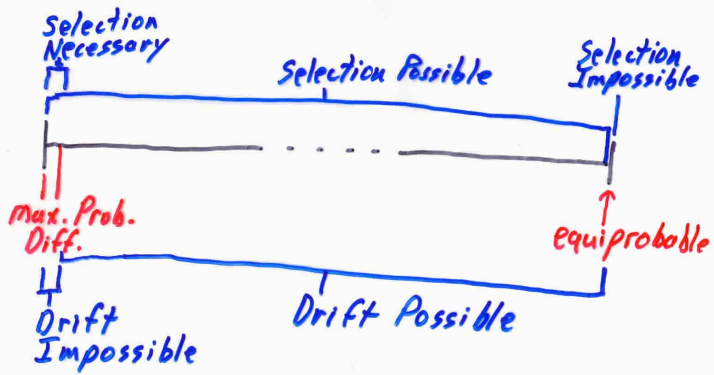 Selection
Necessary
Selection Possible
Selection
Impossible
max. Prob.
Diff.
equiprobable
Drift
Impossible
Drift Possible